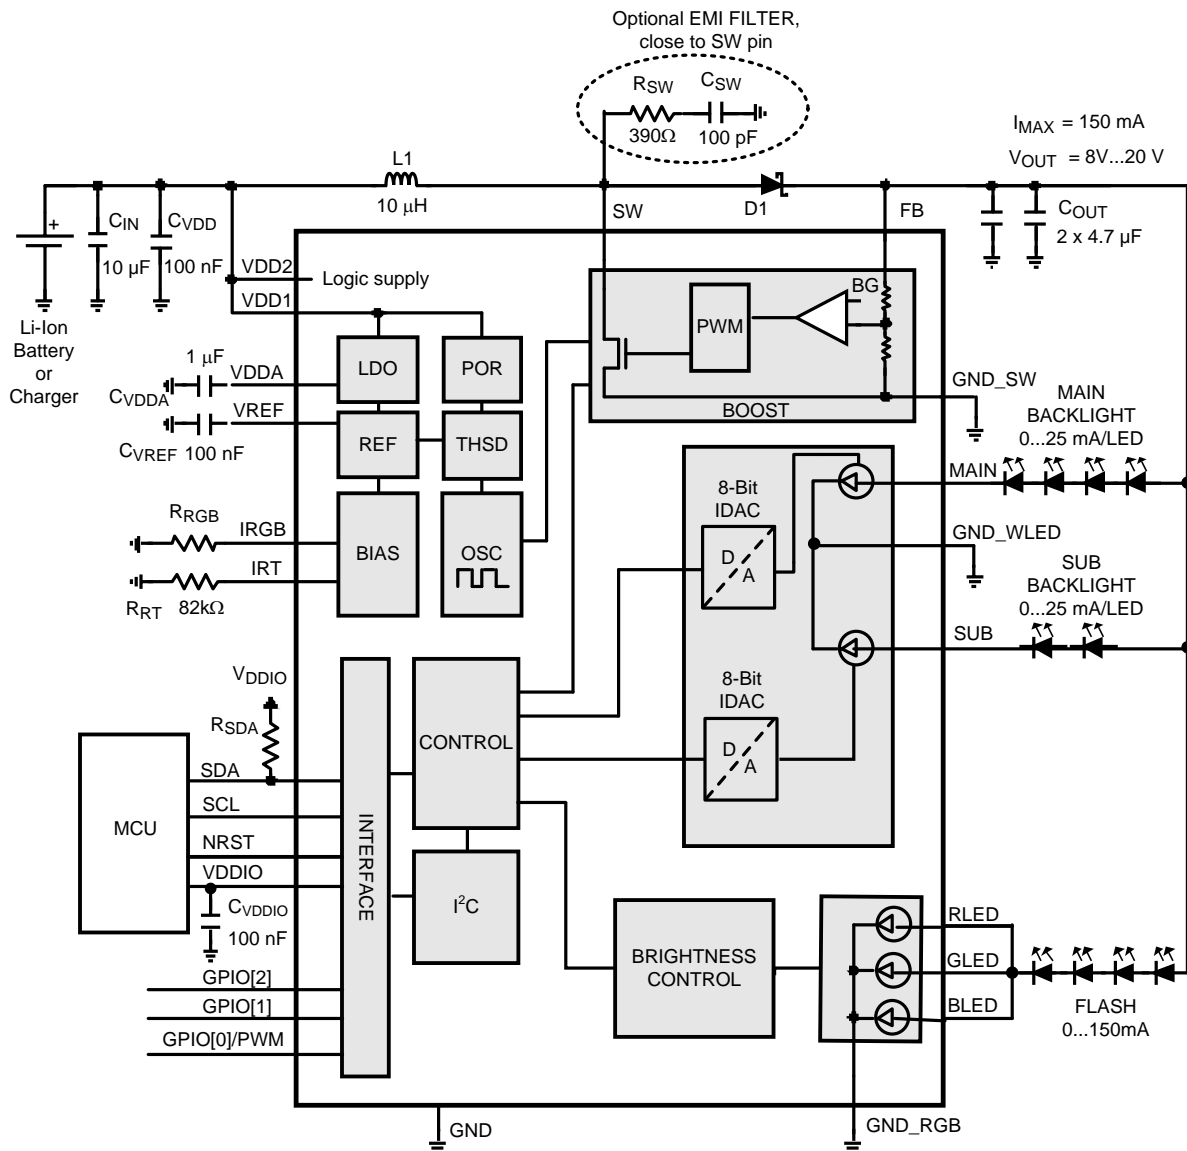 Optional EMI FILTER,
close to SW pin
RSW
CSW
390Ω
100 pF
IMAX = 150 mA
VOUT = 8V...20 V
L1
10 µH
SW
D1
FB
COUT
2 x 4.7 µF
+
CIN
10 µF
CVDD
100 nF
Li-Ion
Battery
or
Charger
VDD2
Logic supply
VDD1
BG
PWM
BOOST
GND_SW
1 µF
VDDA
CVDDA
VREF
CVREF 100 nF
LDO
POR
REF
THSD
BIAS
OSC
RRGB
IRGB
IRT
RRT
82kΩ
MAIN
BACKLIGHT
0...25 mA/LED
MAIN
8-Bit
IDAC
D
A
GND_WLED
SUB
BACKLIGHT
0...25 mA/LED
SUB
8-Bit
IDAC
D
A
VDDIO
RSDA
MCU
SDA
SCL
NRST
VDDIO
CVDDIO
100 nF
GPIO[2]
GPIO[1]
GPIO[0]/PWM
INTERFACE
CONTROL
I²C
BRIGHTNESS
CONTROL
RLED
GLED
BLED
FLASH
0...150mA
GND
GND_RGB